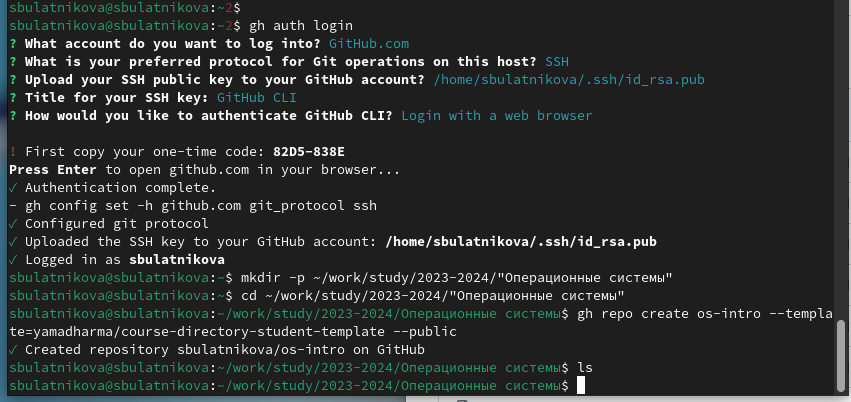 sbulatnikova@sbulatnikova:~2$
sbulatnikova@sbulatnikova:~2$ gh auth login
? What account do you want to log into? GitHub.com
? What is your preferred protocol for Git operations on this host? SSH
? Upload your SSH public key to your GitHub account? /home/sbulatnikova/.ssh/id_rsa.pub
? Title for your SSH key: GitHub CLI
? How would you like to authenticate GitHub CLI? Login with a web browser
! First copy your one-time code: 82D5-838E
Press Enter to open github.com in your browser...
✓ Authentication complete.
- gh config set -h github.com git_protocol ssh
✓ Configured git protocol
✓ Uploaded the SSH key to your GitHub account: /home/sbulatnikova/.ssh/id_rsa.pub
✓ Logged in as sbulatnikova
sbulatnikova@sbulatnikova:~$ mkdir -p ~/work/study/2023-2024/"Операционные системы"
sbulatnikova@sbulatnikova:~$ cd ~/work/study/2023-2024/"Операционные системы"
sbulatnikova@sbulatnikova:~/work/study/2023-2024/Операционные системы$ gh repo create os-intro --templa
te=yamadharma/course-directory-student-template --public
✓ Created repository sbulatnikova/os-intro on GitHub
sbulatnikova@sbulatnikova:~/work/study/2023-2024/Операционные системы$ ls
sbulatnikova@sbulatnikova:~/work/study/2023-2024/Операционные системы$